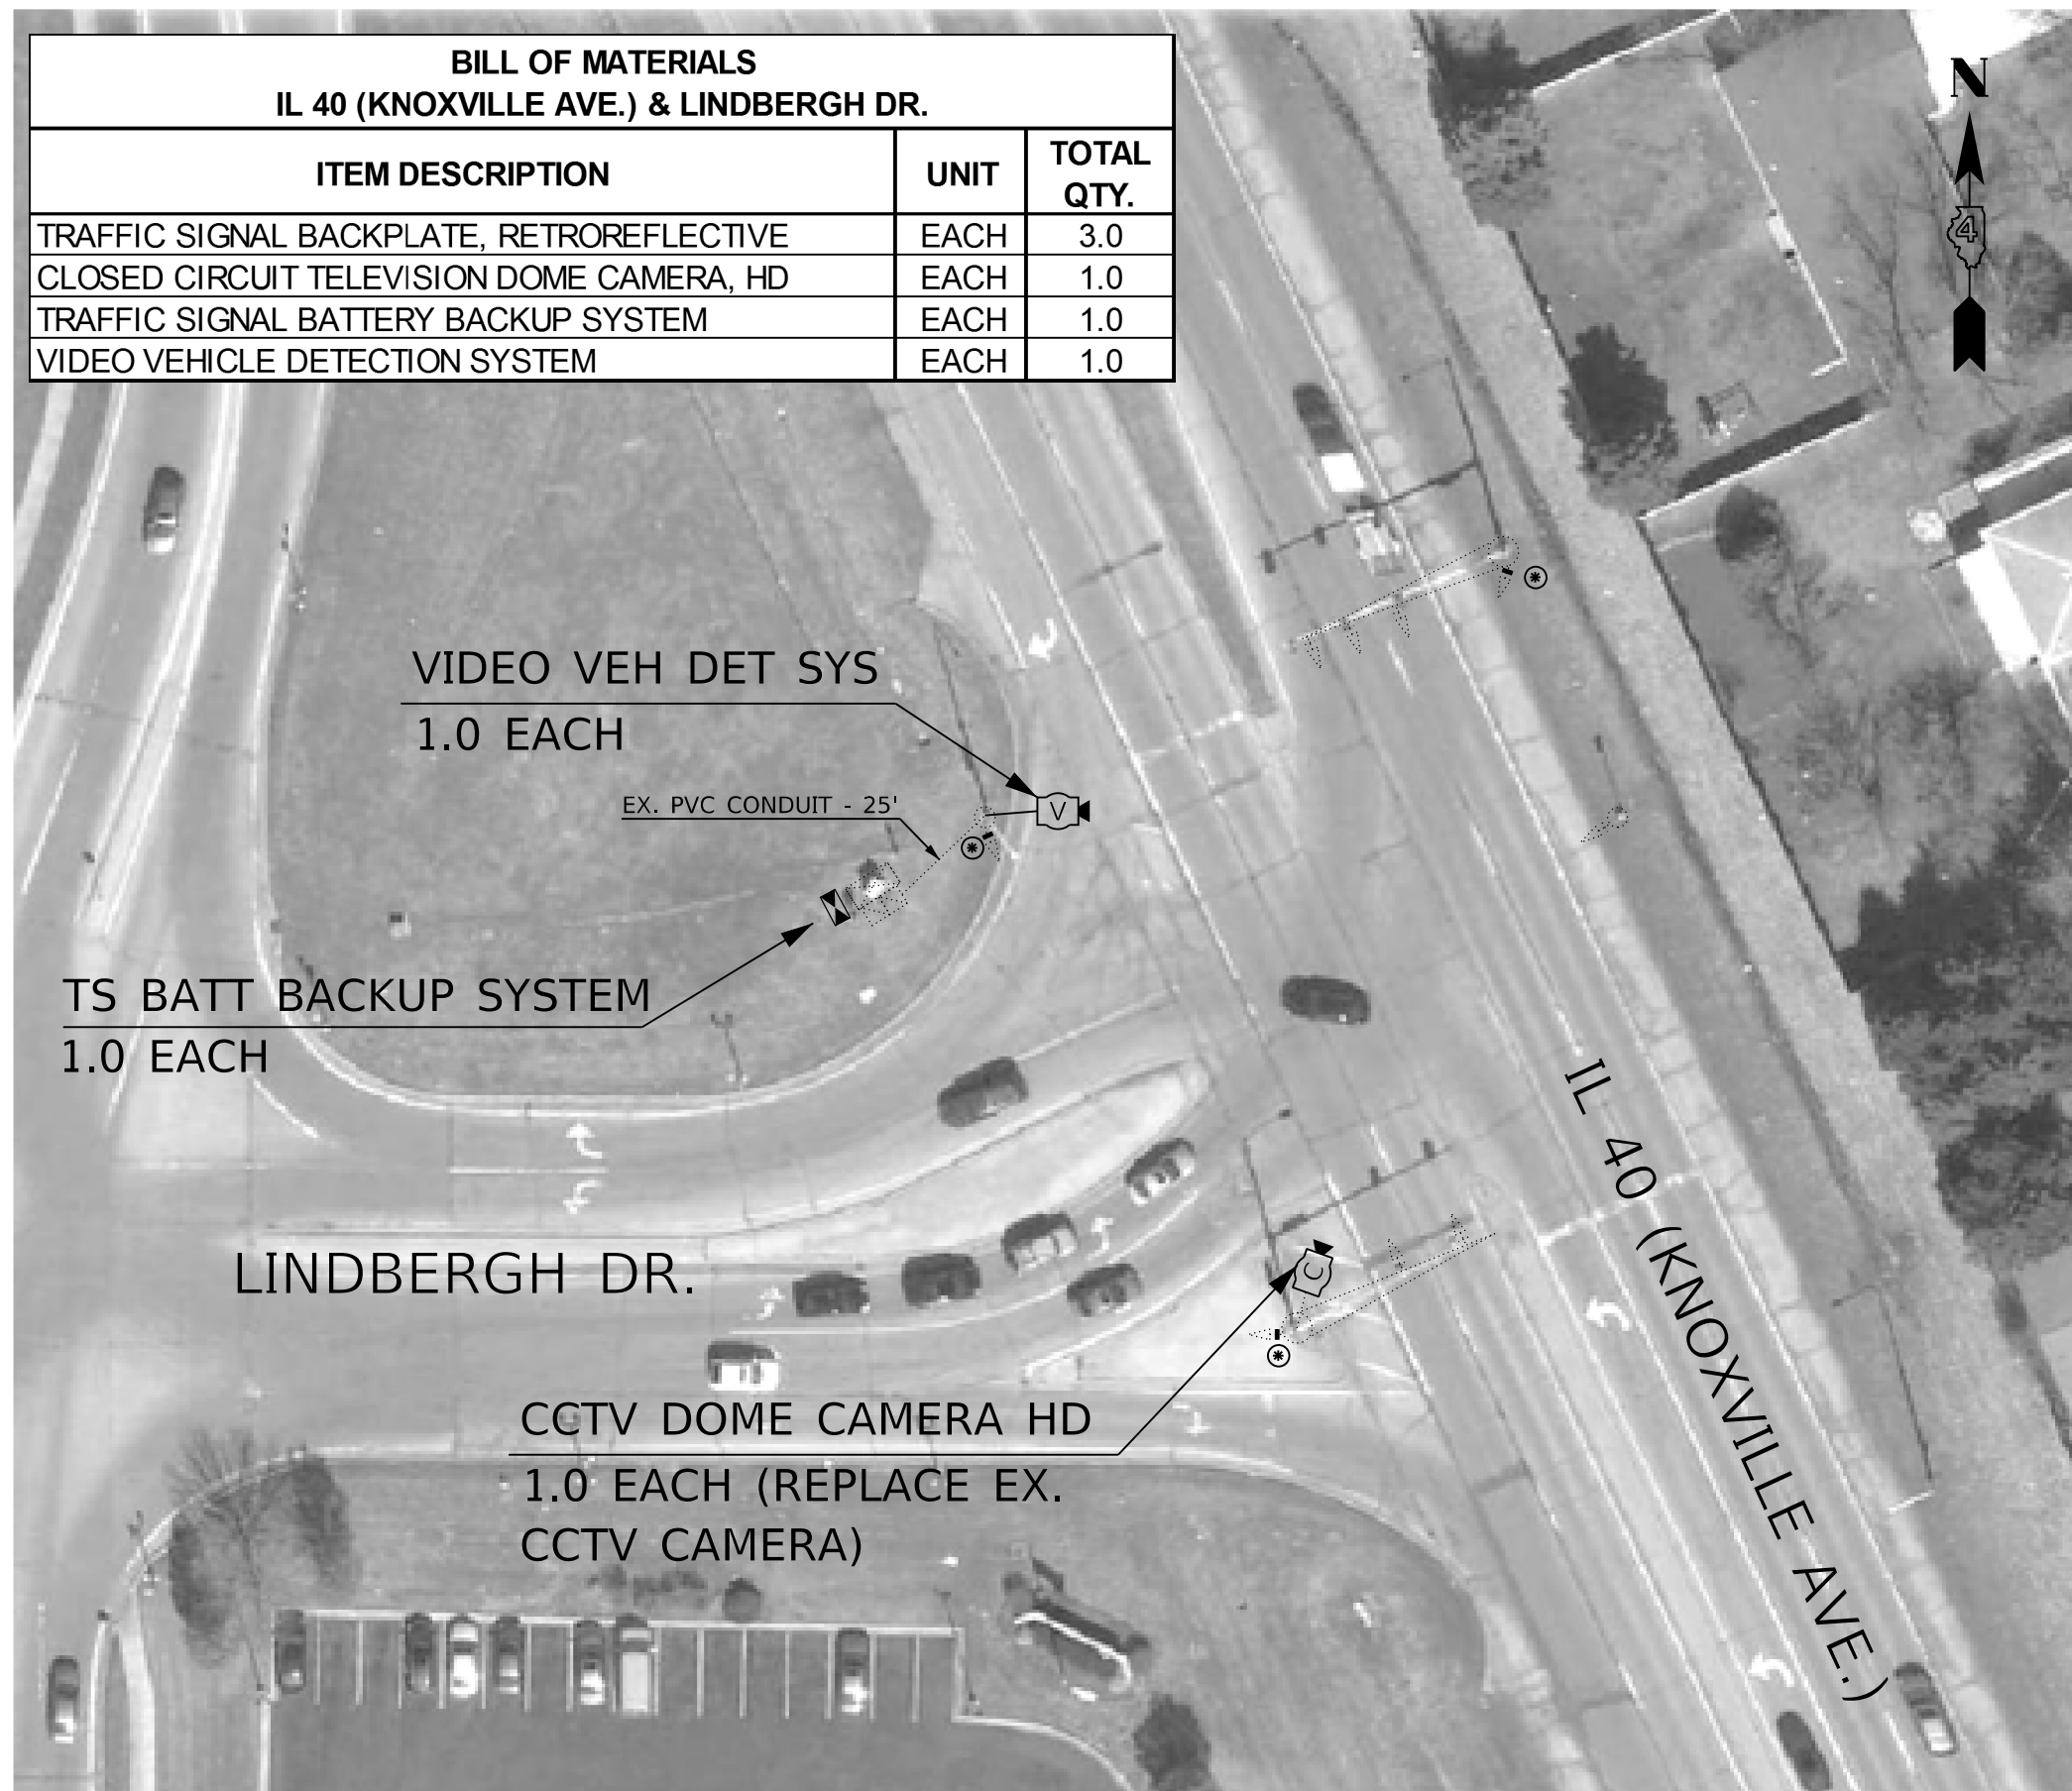 BILL OF MATERIALS
IL 40 (KNOXVILLE AVE.) & LINDBERGH DR.
ITEM DESCRIPTION UNIT TOTAL QTY.
TRAFFIC SIGNAL BACKPLATE, RETROREFLECTIVE EACH 3.0
CLOSED CIRCUIT TELEVISION DOME CAMERA, HD EACH 1.0
TRAFFIC SIGNAL BATTERY BACKUP SYSTEM EACH 1.0
VIDEO VEHICLE DETECTION SYSTEM EACH 1.0
N
4
VIDEO VEH DET SYS
1.0 EACH
EX. PVC CONDUIT - 25'
V
TS BATT BACKUP SYSTEM
1.0 EACH
LINDBERGH DR.
C
CCTV DOME CAMERA HD
1.0 EACH (REPLACE EX.
CCTV CAMERA)
IL 40 (KNOXVILLE AVE.)